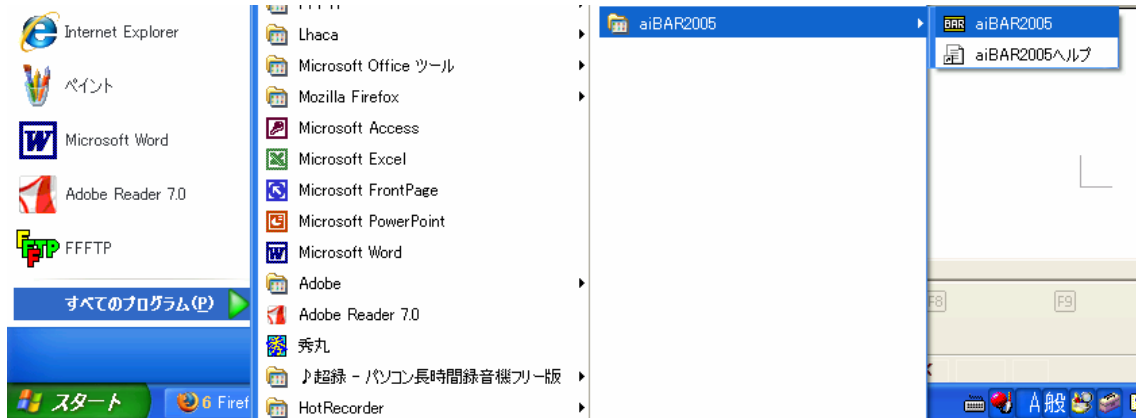 Internet Explorer
ペイント
Microsoft Word
Adobe Reader 7.0
FFFTP
すべてのプログラム(P)
スタート
6 Firef
Lhaca
Microsoft Office ツール
Mozilla Firefox
Microsoft Access
Microsoft Excel
Microsoft FrontPage
Microsoft PowerPoint
Microsoft Word
Adobe
Adobe Reader 7.0
秀丸
♪超録 - パソコン長時間録音機フリー版
HotRecorder
aiBAR2005
aiBAR2005
aiBAR2005ヘルプ
F8
F9
A般